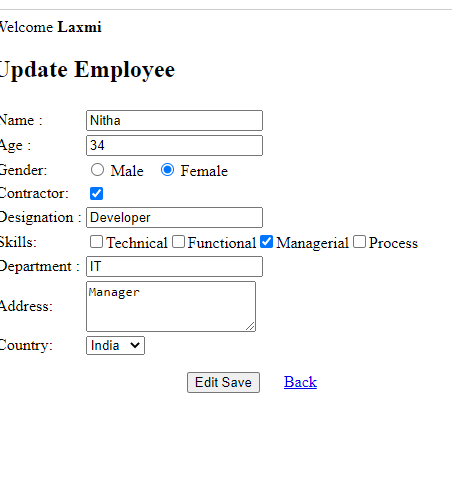 Welcome Laxmi
Update Employee
Name : Nitha
Age : 34
Gender: Male Female
Contractor:
Designation : Developer
Skills: Technical Functional Managerial Process
Department : IT
Address: Manager
Country: India
Edit Save Back